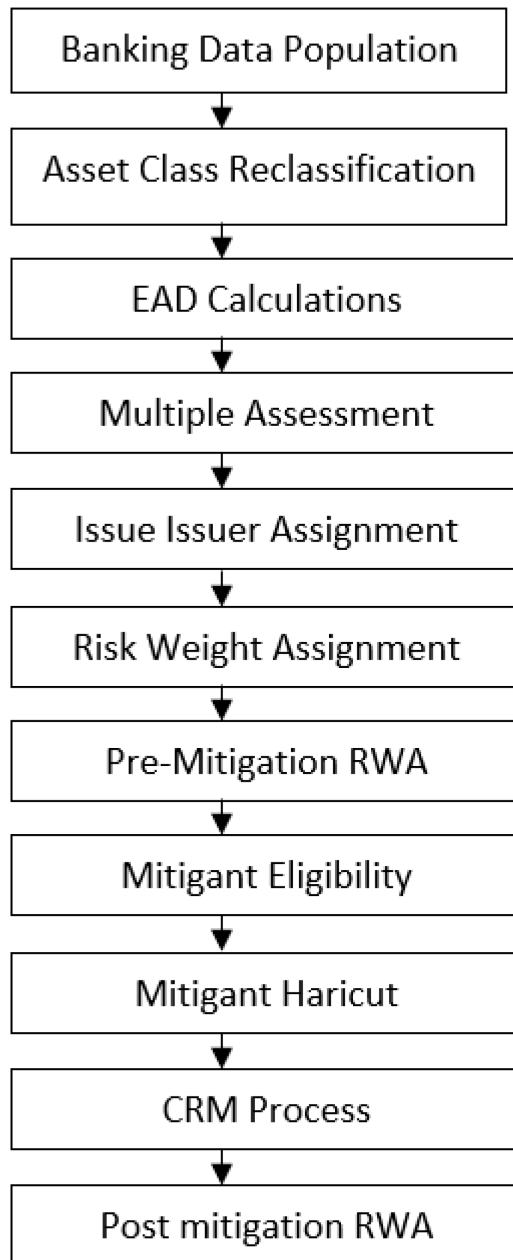 Banking Data Population
Asset Class Reclassification
EAD Calculations
Multiple Assessment
Issue Issuer Assignment
Risk Weight Assignment
Pre-Mitigation RWA
Mitigant Eligibility
Mitigant Haricut
CRM Process
Post mitigation RWA